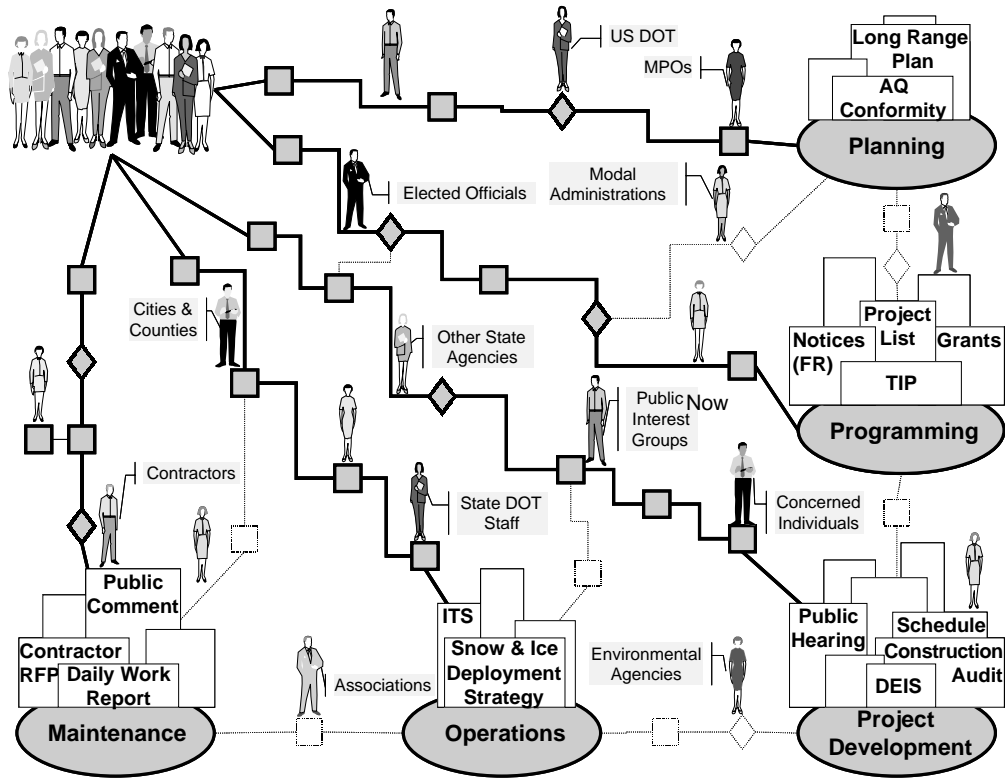 US DOT
MPOs
Long Range
Plan
AQ
Conformity
Planning
Elected Officials
Modal
Administrations
Cities &
Counties
Other State
Agencies
Notices
(FR)
Project
List
Grants
TIP
Programming
Public
Interest
Groups
Now
Contractors
State DOT
Staff
Concerned
Individuals
Public
Comment
Contractor
RFP
Daily Work
Report
Maintenance
Associations
ITS
Snow & Ice
Deployment
Strategy
Operations
Environmental
Agencies
Public
Hearing
Schedule
Construction
Audit
DEIS
Project
Development